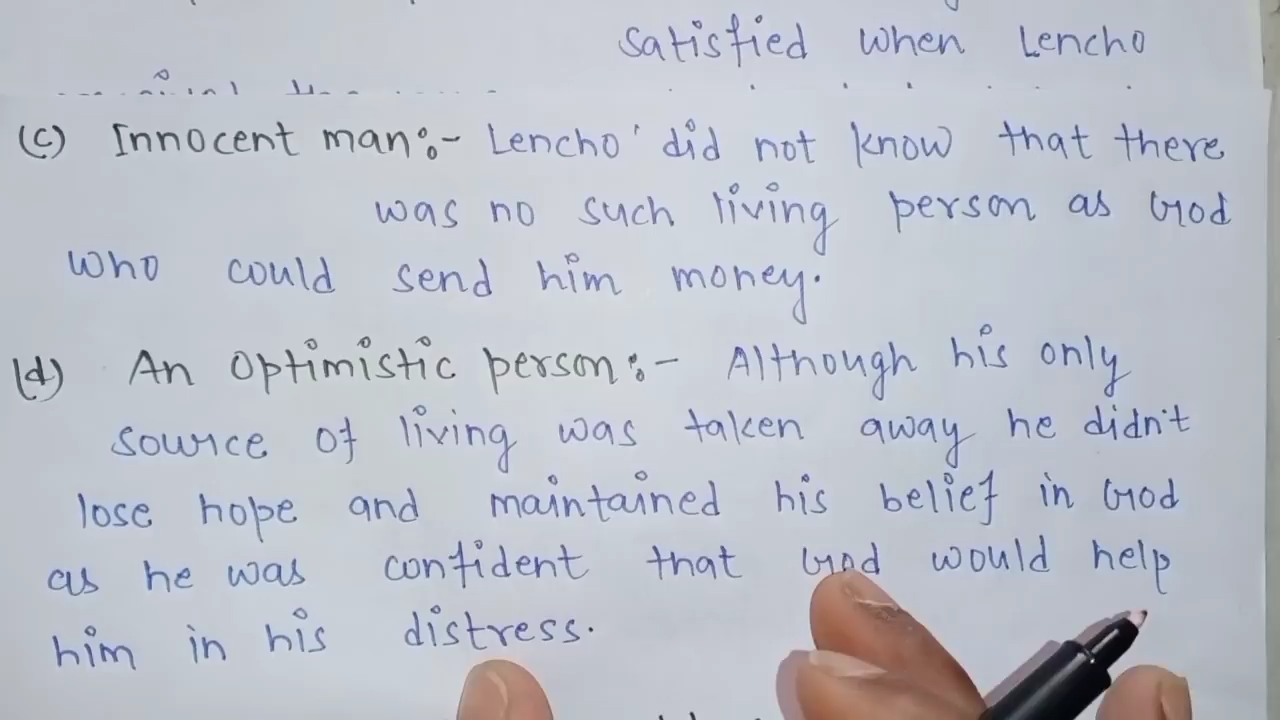 satisfied when Lencho
(c) Innocent man:- Lencho did not know that there
was no such living person as God
who could send him money.
(d) An Optimistic person:- Although his only
source of living was taken away he didn't
lose hope and maintained his belief in God
as he was confident that God would help
him in his distress.